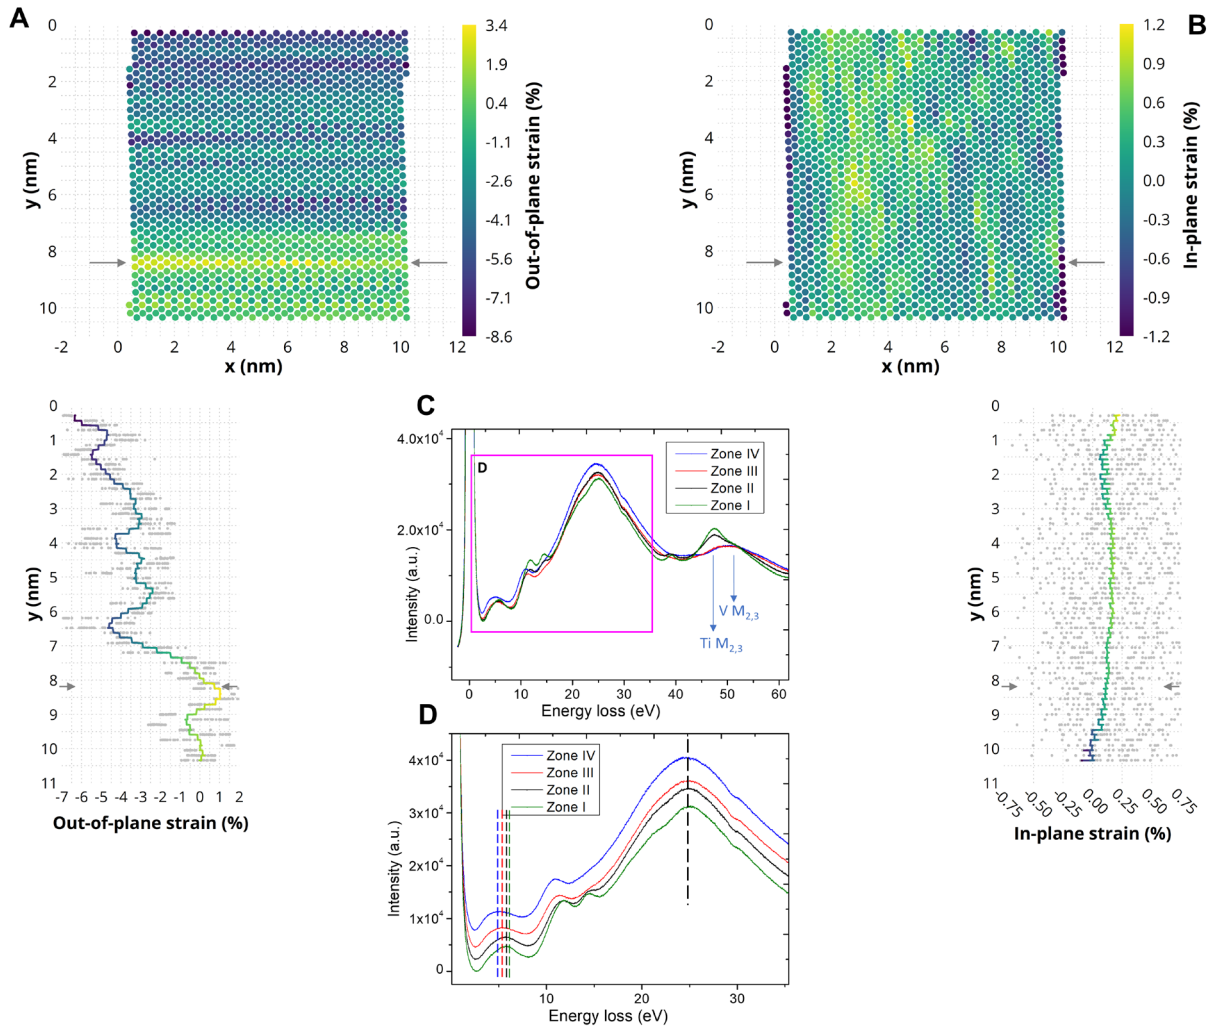 A
0
2
4
6
8
10
y (nm)
-2 0 2 4 6 8 10 12
x (nm)
3.4
1.9
0.4
-1.1
-2.6
-4.1
-5.6
-7.1
-8.6
Out-of-plane strain (%)
B
0
2
4
6
8
10
y (nm)
-2 0 2 4 6 8 10 12
x (nm)
1.2
0.9
0.6
0.3
0.0
-0.3
-0.6
-0.9
-1.2
In-plane strain (%)
0
1
2
3
4
5
6
7
8
9
10
11
y (nm)
-7 -6 -5 -4 -3 -2 -1 0 1 2
Out-of-plane strain (%)
C
4.0x10⁴
2.0x10⁴
0.0
Intensity (a.u.)
D
Zone IV
Zone III
Zone II
Zone I
V M2,3
Ti M2,3
0 10 20 30 40 50 60
Energy loss (eV)
D
4x10⁴
3x10⁴
2x10⁴
1x10⁴
0
Intensity (a.u.)
Zone IV
Zone III
Zone II
Zone I
10 20 30
Energy loss (eV)
0
1
2
3
4
5
6
7
8
9
10
11
y (nm)
-0.75 -0.50 -0.25 0.00 0.25 0.50 0.75
In-plane strain (%)